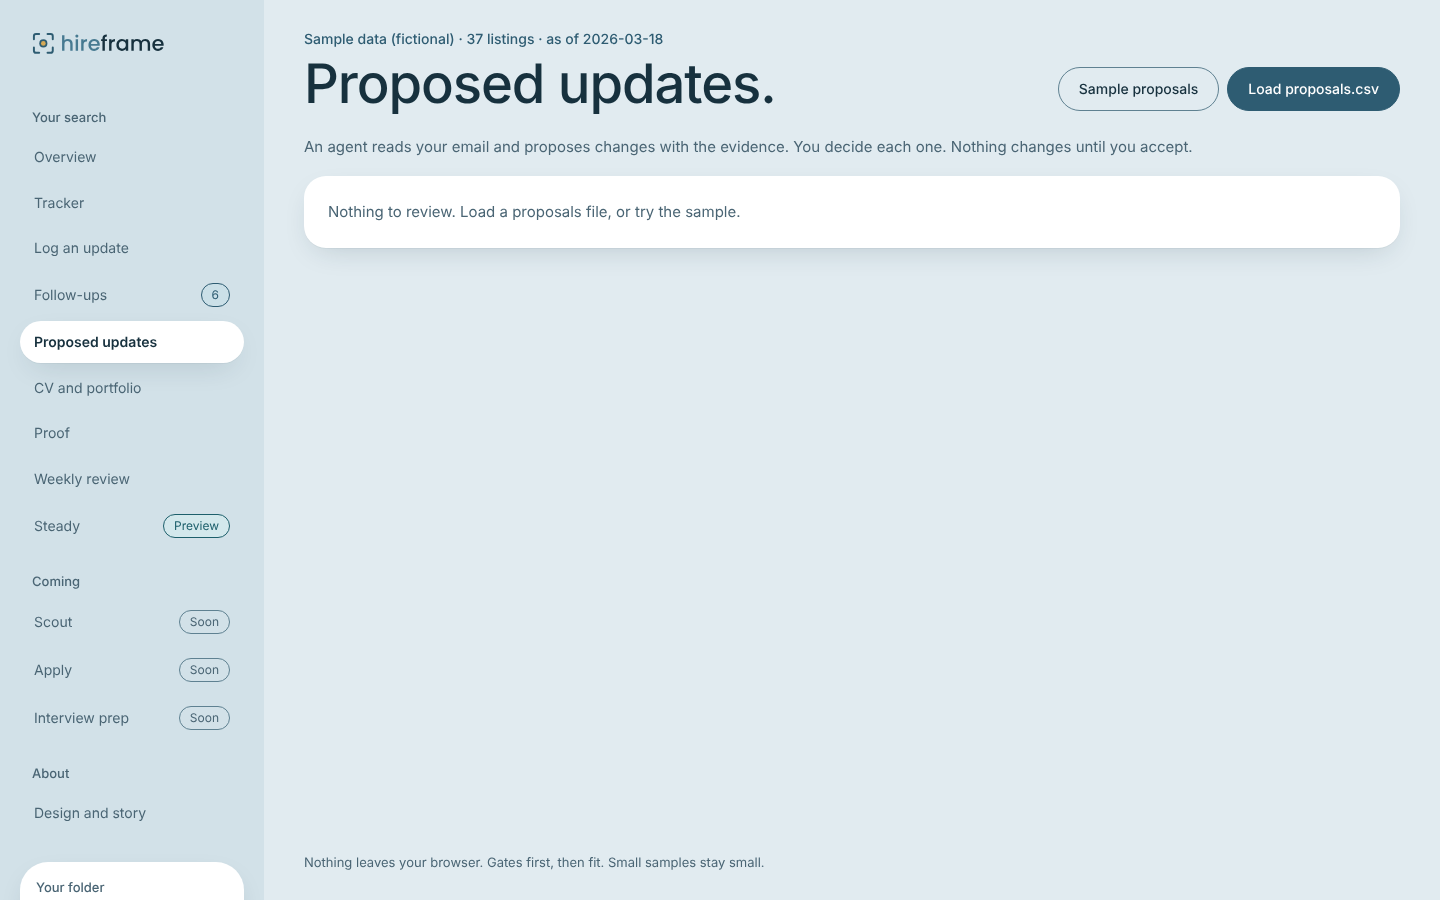 hireframe
Your search
Overview
Tracker
Log an update
Follow-ups 6
Proposed updates
CV and portfolio
Proof
Weekly review
Steady Preview
Coming
Scout Soon
Apply Soon
Interview prep Soon
About
Design and story
Your folder
Sample data (fictional) · 37 listings · as of 2026-03-18
Proposed updates.
Sample proposals
Load proposals.csv
An agent reads your email and proposes changes with the evidence. You decide each one. Nothing changes until you accept.
Nothing to review. Load a proposals file, or try the sample.
Nothing leaves your browser. Gates first, then fit. Small samples stay small.